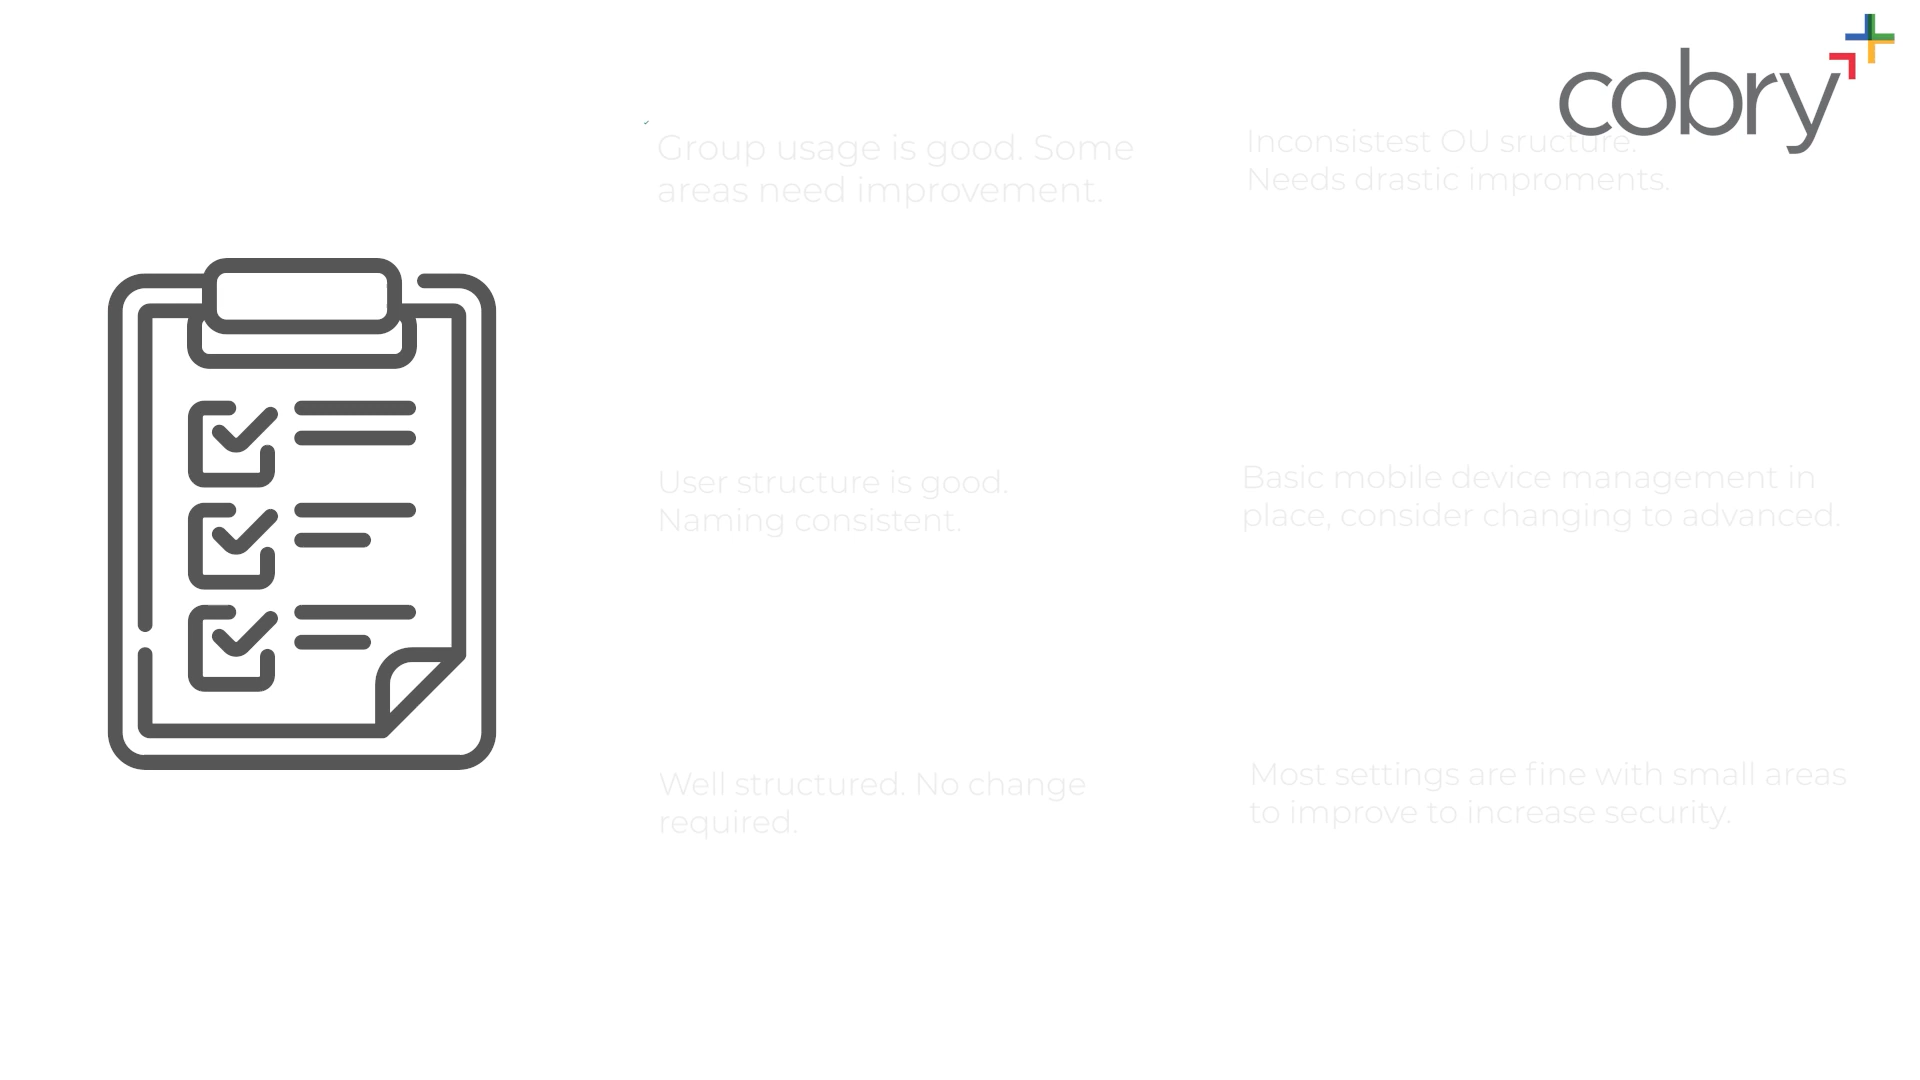 cobry
Group usage is good. Some
areas need improvement.
Inconsistest OU sructure.
Needs drastic improments.
User structure is good.
Naming consistent.
Basic mobile device management in
place, consider changing to advanced.
Well structured. No change
required.
Most settings are fine with small areas
to improve to increase security.